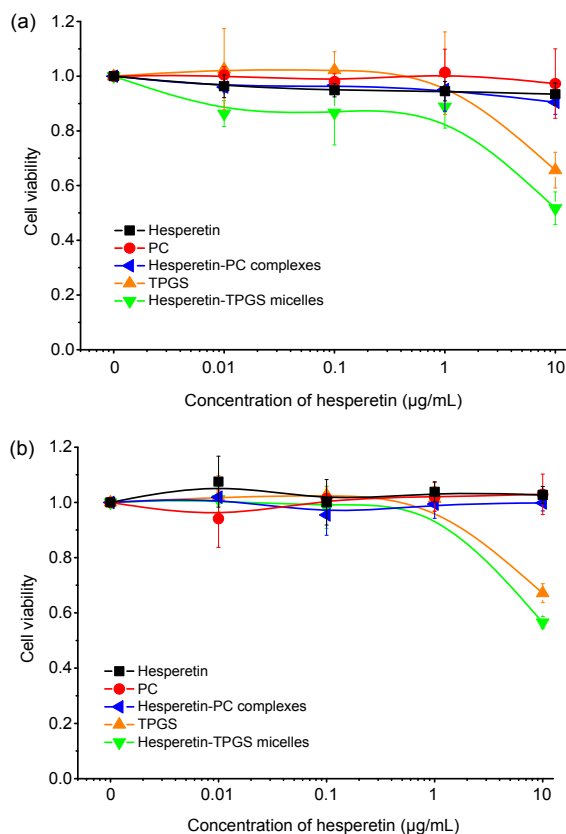 (a)
1.2
1.0
0.8
0.6
0.4
0.2
0.0
Cell viability
Hesperetin
PC
Hesperetin-PC complexes
TPGS
Hesperetin-TPGS micelles
0 0.01 0.1 1 10
Concentration of hesperetin (µg/mL)
(b)
1.2
1.0
0.8
0.6
0.4
0.2
0.0
Cell viability
Hesperetin
PC
Hesperetin-PC complexes
TPGS
Hesperetin-TPGS micelles
0 0.01 0.1 1 10
Concentration of hesperetin (µg/mL)